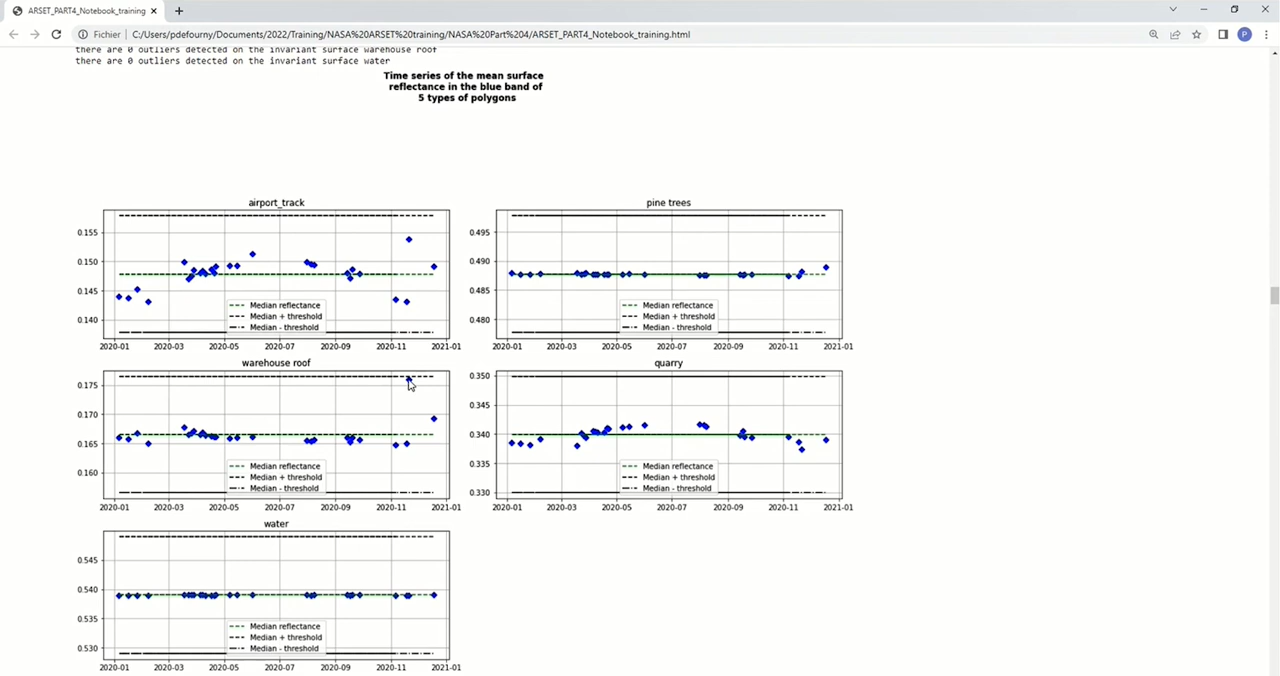 ARSET_PART4_Notebook_training
Fichier
C:/Users/pdefourny/Documents/2022/Training/NASA%20ARSET%20training/NASA%20Part%204/ARSET_PART4_Notebook_training.html
P
there are 0 outliers detected on the invariant surface warehouse roof
there are 0 outliers detected on the invariant surface water
Time series of the mean surface
reflectance in the blue band of
5 types of polygons
airport_track
0.155
0.150
0.145
0.140
Median reflectance
Median + threshold
Median - threshold
2020-01 2020-03 2020-05 2020-07 2020-09 2020-11 2021-01
pine trees
0.495
0.490
0.485
0.480
Median reflectance
Median + threshold
Median - threshold
2020-01 2020-03 2020-05 2020-07 2020-09 2020-11 2021-01
warehouse roof
0.175
0.170
0.165
0.160
Median reflectance
Median + threshold
Median - threshold
2020-01 2020-03 2020-05 2020-07 2020-09 2020-11 2021-01
quarry
0.350
0.345
0.340
0.335
0.330
Median reflectance
Median + threshold
Median - threshold
2020-01 2020-03 2020-05 2020-07 2020-09 2020-11 2021-01
water
0.545
0.540
0.535
0.530
Median reflectance
Median + threshold
Median - threshold
2020-01 2020-03 2020-05 2020-07 2020-09 2020-11 2021-01